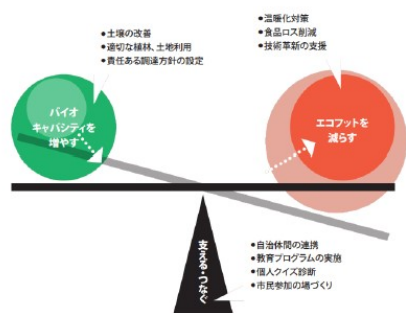 • 土壌の改善
• 適切な植林、土地利用
• 責任ある調達方針の設定
• 温暖化対策
• 食品ロス削減
• 技術革新の支援
バイオ
キャパシティを
増やす
エコフットを
減らす
支える・つなぐ
• 自治体間の連携
• 教育プログラムの実施
• 個人クイズ診断
• 市民参加の場づくり